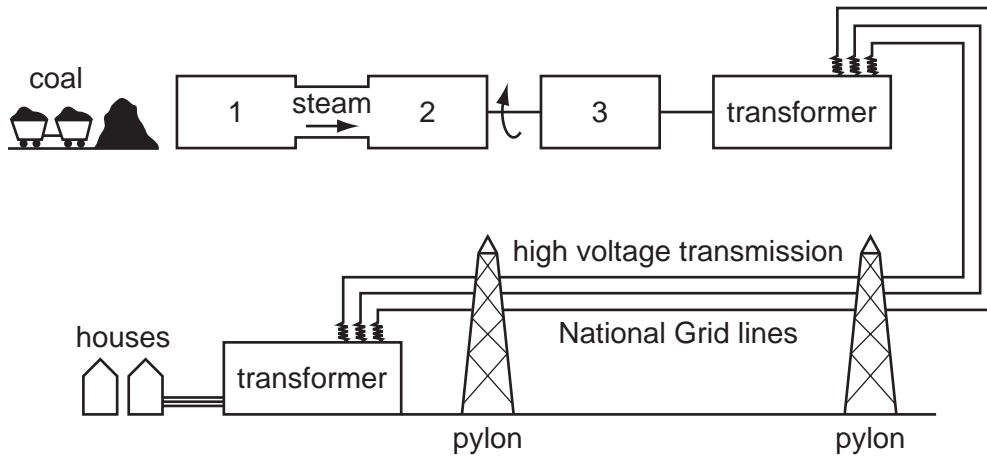 coal
1
steam
2
3
transformer
high voltage transmission
National Grid lines
houses
transformer
pylon
pylon